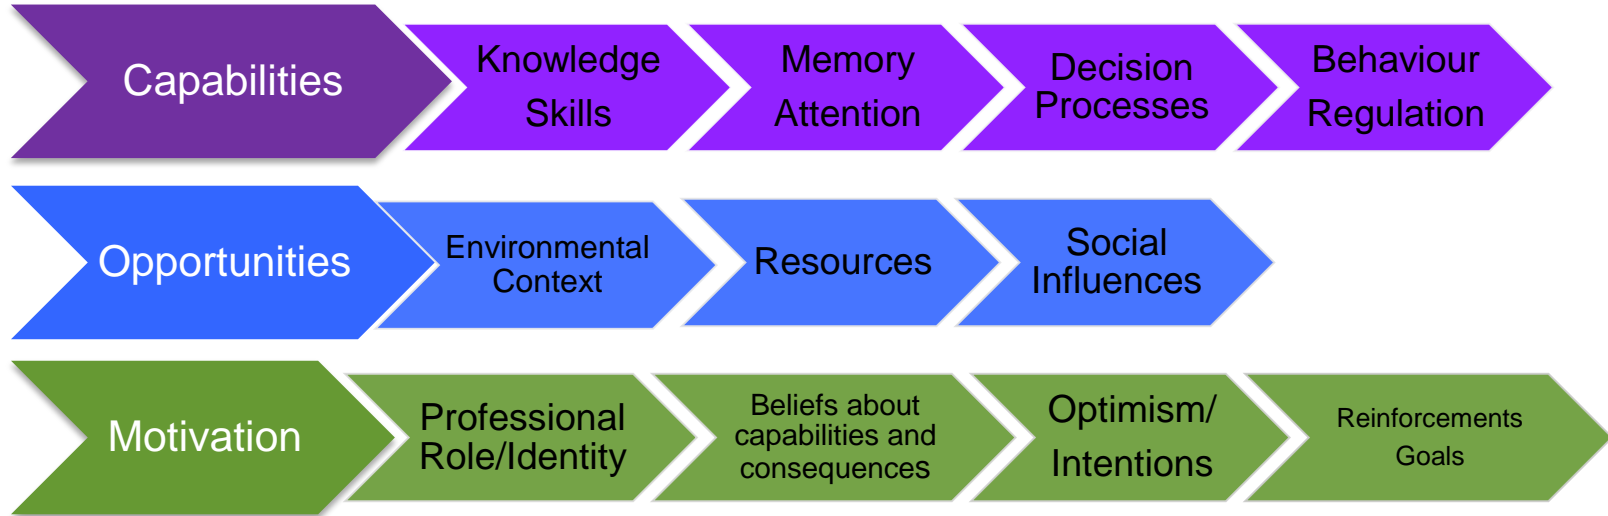 Capabilities
Knowledge
Skills
Memory
Attention
Decision
Processes
Behaviour
Regulation
Opportunities
Environmental
Context
Resources
Social
Influences
Motivation
Professional
Role/Identity
Beliefs about
capabilities and
consequences
Optimism/
Intentions
Reinforcements
Goals